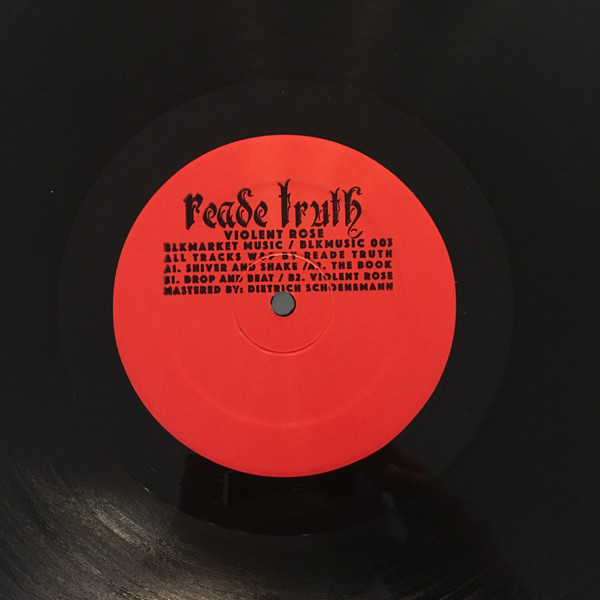 reade truth
VIOLENT ROSE
BLKMARKET MUSIC / BLKMUSIC 003
ALL TRACKS W&P BY READE TRUTH
A1. SHIVER AND SHAKE / A2. THE BOOK
B1. DROP AND BEAT / B2. VIOLENT ROSE
MASTERED BY: DIETRICH SCHOENEMANN